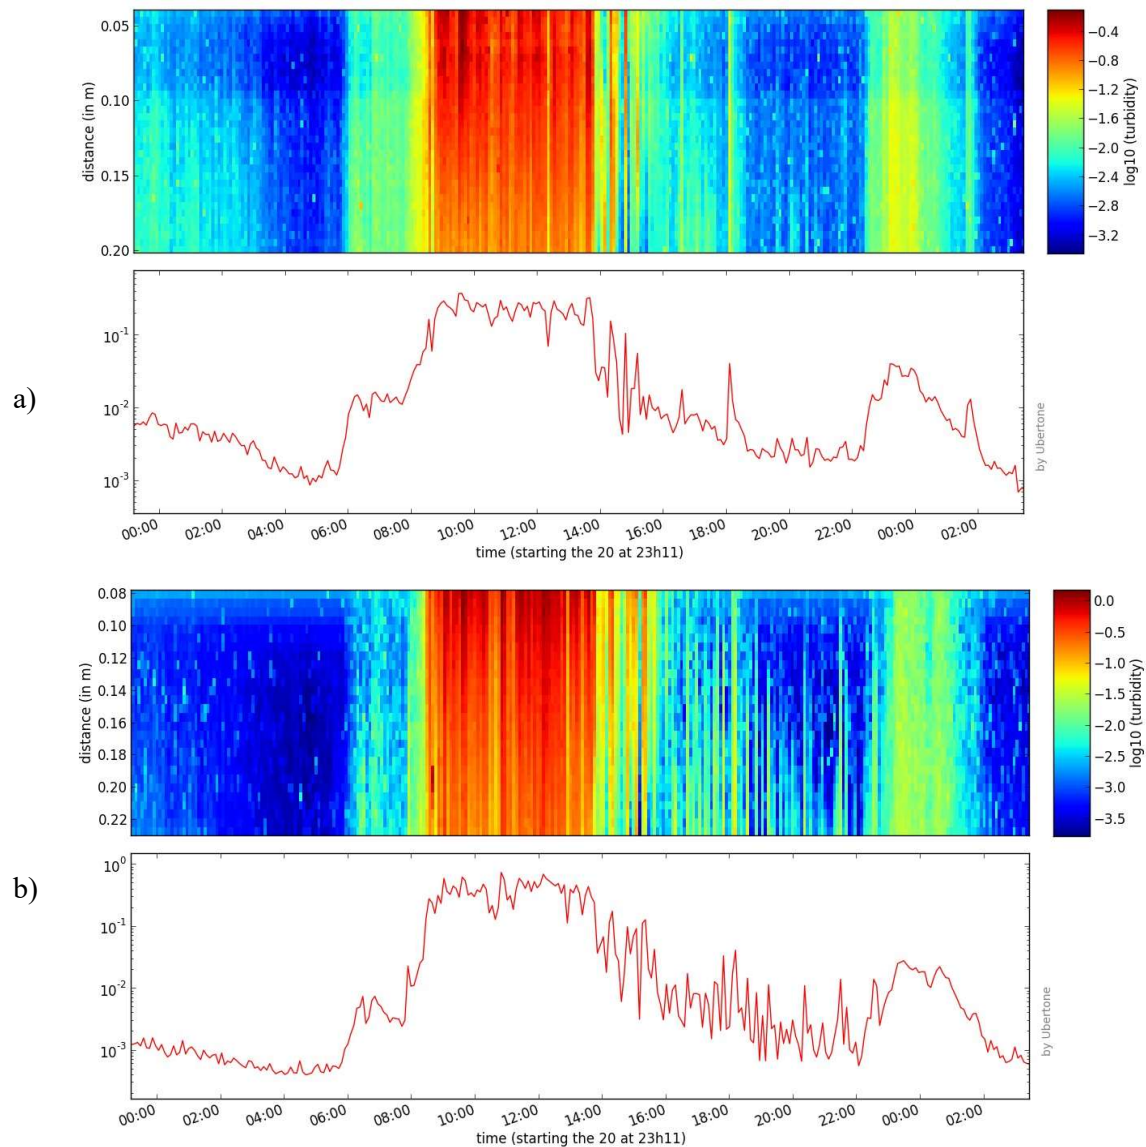 a)
0.05
0.10
0.15
0.20
distance (in m)
−0.4
−0.8
−1.2
−1.6
−2.0
−2.4
−2.8
−3.2
log10 (turbidity)
10-1
10-2
10-3
00:00 02:00 04:00 06:00 08:00 10:00 12:00 14:00 16:00 18:00 20:00 22:00 00:00 02:00
time (starting the 20 at 23h11)
by Ubertone
b)
0.08
0.10
0.12
0.14
0.16
0.18
0.20
0.22
distance (in m)
0.0
−0.5
−1.0
−1.5
−2.0
−2.5
−3.0
−3.5
log10 (turbidity)
100
10-1
10-2
10-3
00:00 02:00 04:00 06:00 08:00 10:00 12:00 14:00 16:00 18:00 20:00 22:00 00:00 02:00
time (starting the 20 at 23h11)
by Ubertone